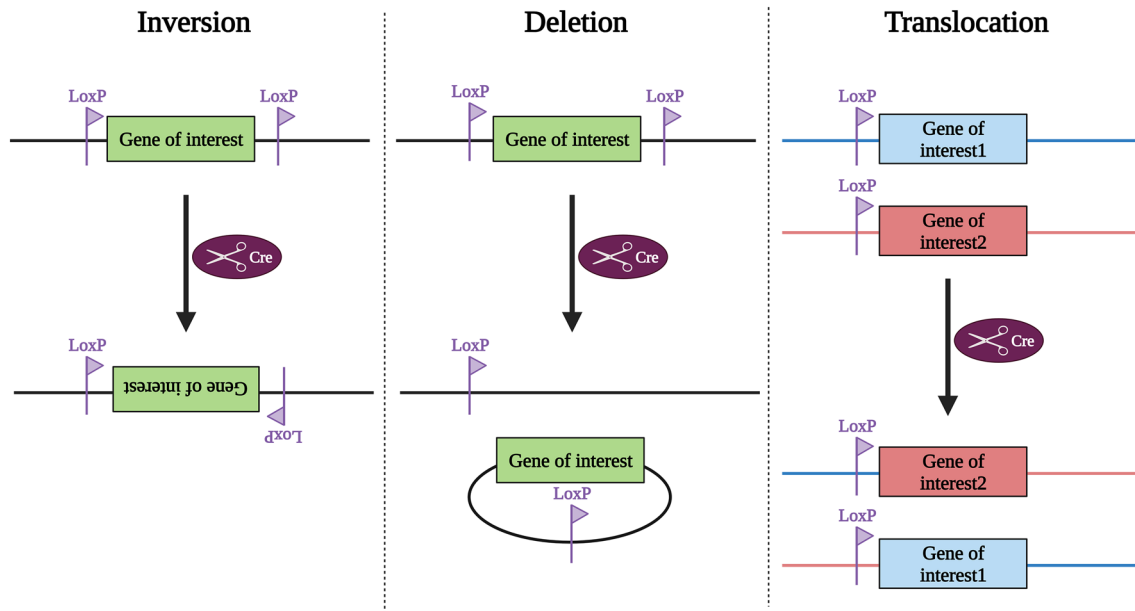 Inversion
LoxP
LoxP
Gene of interest
Cre
LoxP
Gene of interest
LoxP
Deletion
LoxP
LoxP
Gene of interest
Cre
LoxP
Gene of interest
LoxP
Translocation
LoxP
Gene of
interest1
LoxP
Gene of
interest2
Cre
LoxP
Gene of
interest2
LoxP
Gene of
interest1